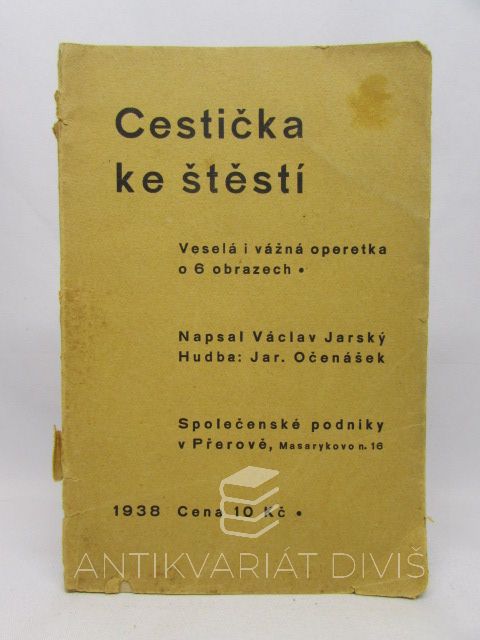 Cestička
ke štěstí
Veselá i vážná operetka
o 6 obrazech •
Napsal Václav Jarský
Hudba: Jar. Očenášek
Společenské podniky
v Přerově, Masarykovo n. 16
1938 Cena 10 Kč •
ANTIKVARIÁT DIVIŠ